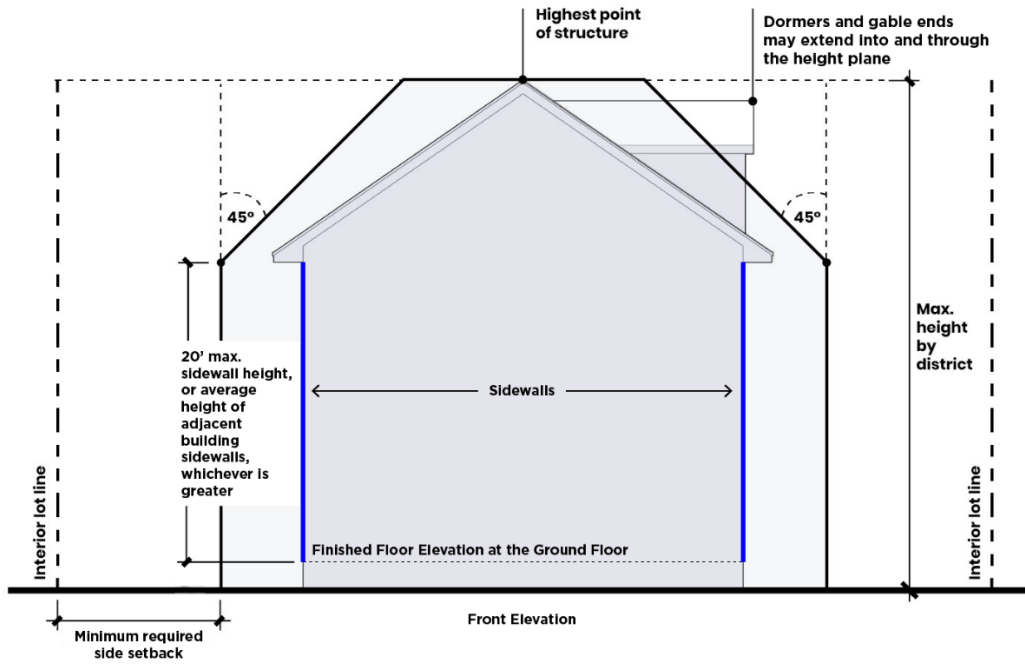 Highest point
of structure
Dormers and gable ends
may extend into and through
the height plane
45°
45°
20' max.
sidewall height,
or average
height of
adjacent
building
sidewalls,
whichever is
greater
Sidewalls
Max.
height
by
district
Interior lot line
Interior lot line
Finished Floor Elevation at the Ground Floor
Front Elevation
Minimum required
side setback